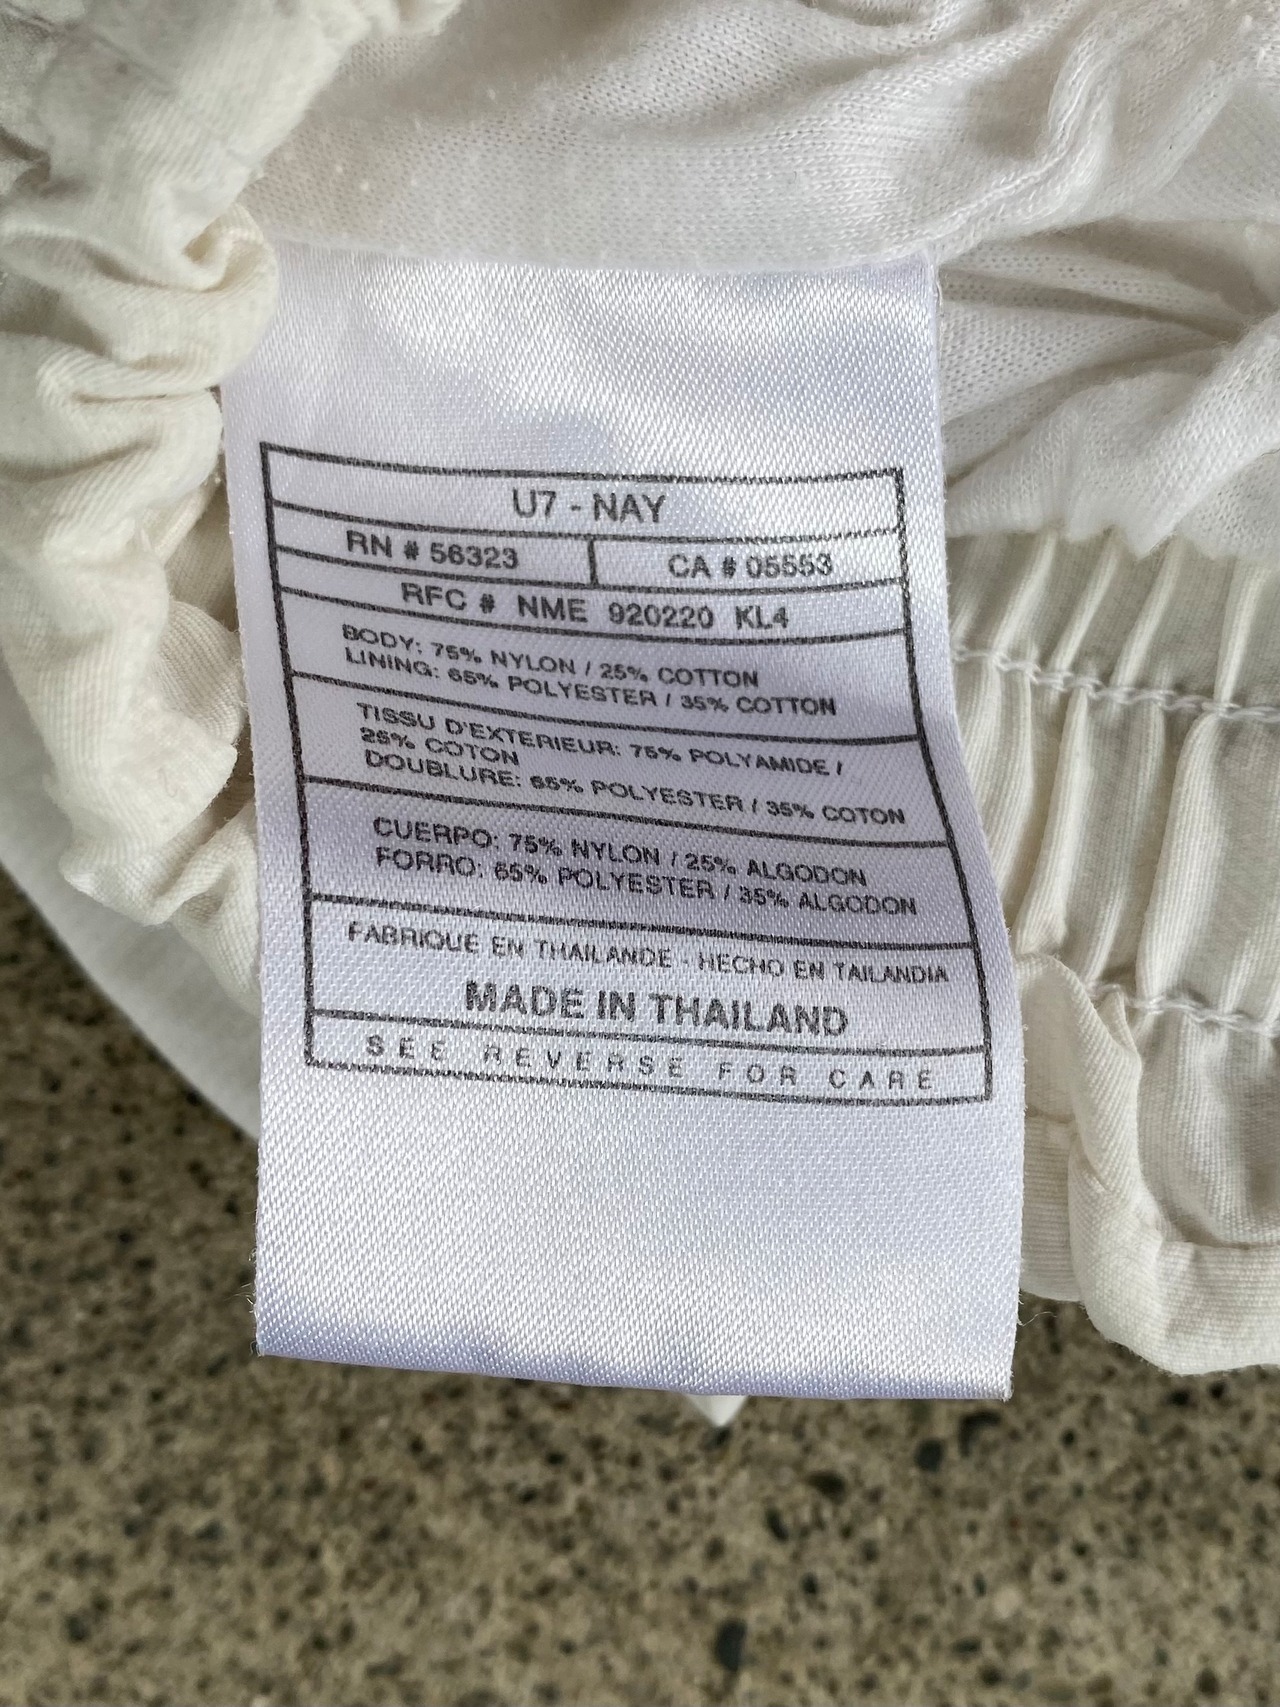 U7 - NAY
RN # 56323 CA # 05553
RFC # NME 920220 KL4
BODY: 75% NYLON / 25% COTTON
LINING: 65% POLYESTER / 35% COTTON
TISSU D'EXTERIEUR: 75% POLYAMIDE /
25% COTON
DOUBLURE: 65% POLYESTER / 35% COTON
CUERPO: 75% NYLON / 25% ALGODON
FORRO: 65% POLYESTER / 35% ALGODON
FABRIQUE EN THAILANDE - HECHO EN TAILANDIA
MADE IN THAILAND
SEE REVERSE FOR CARE